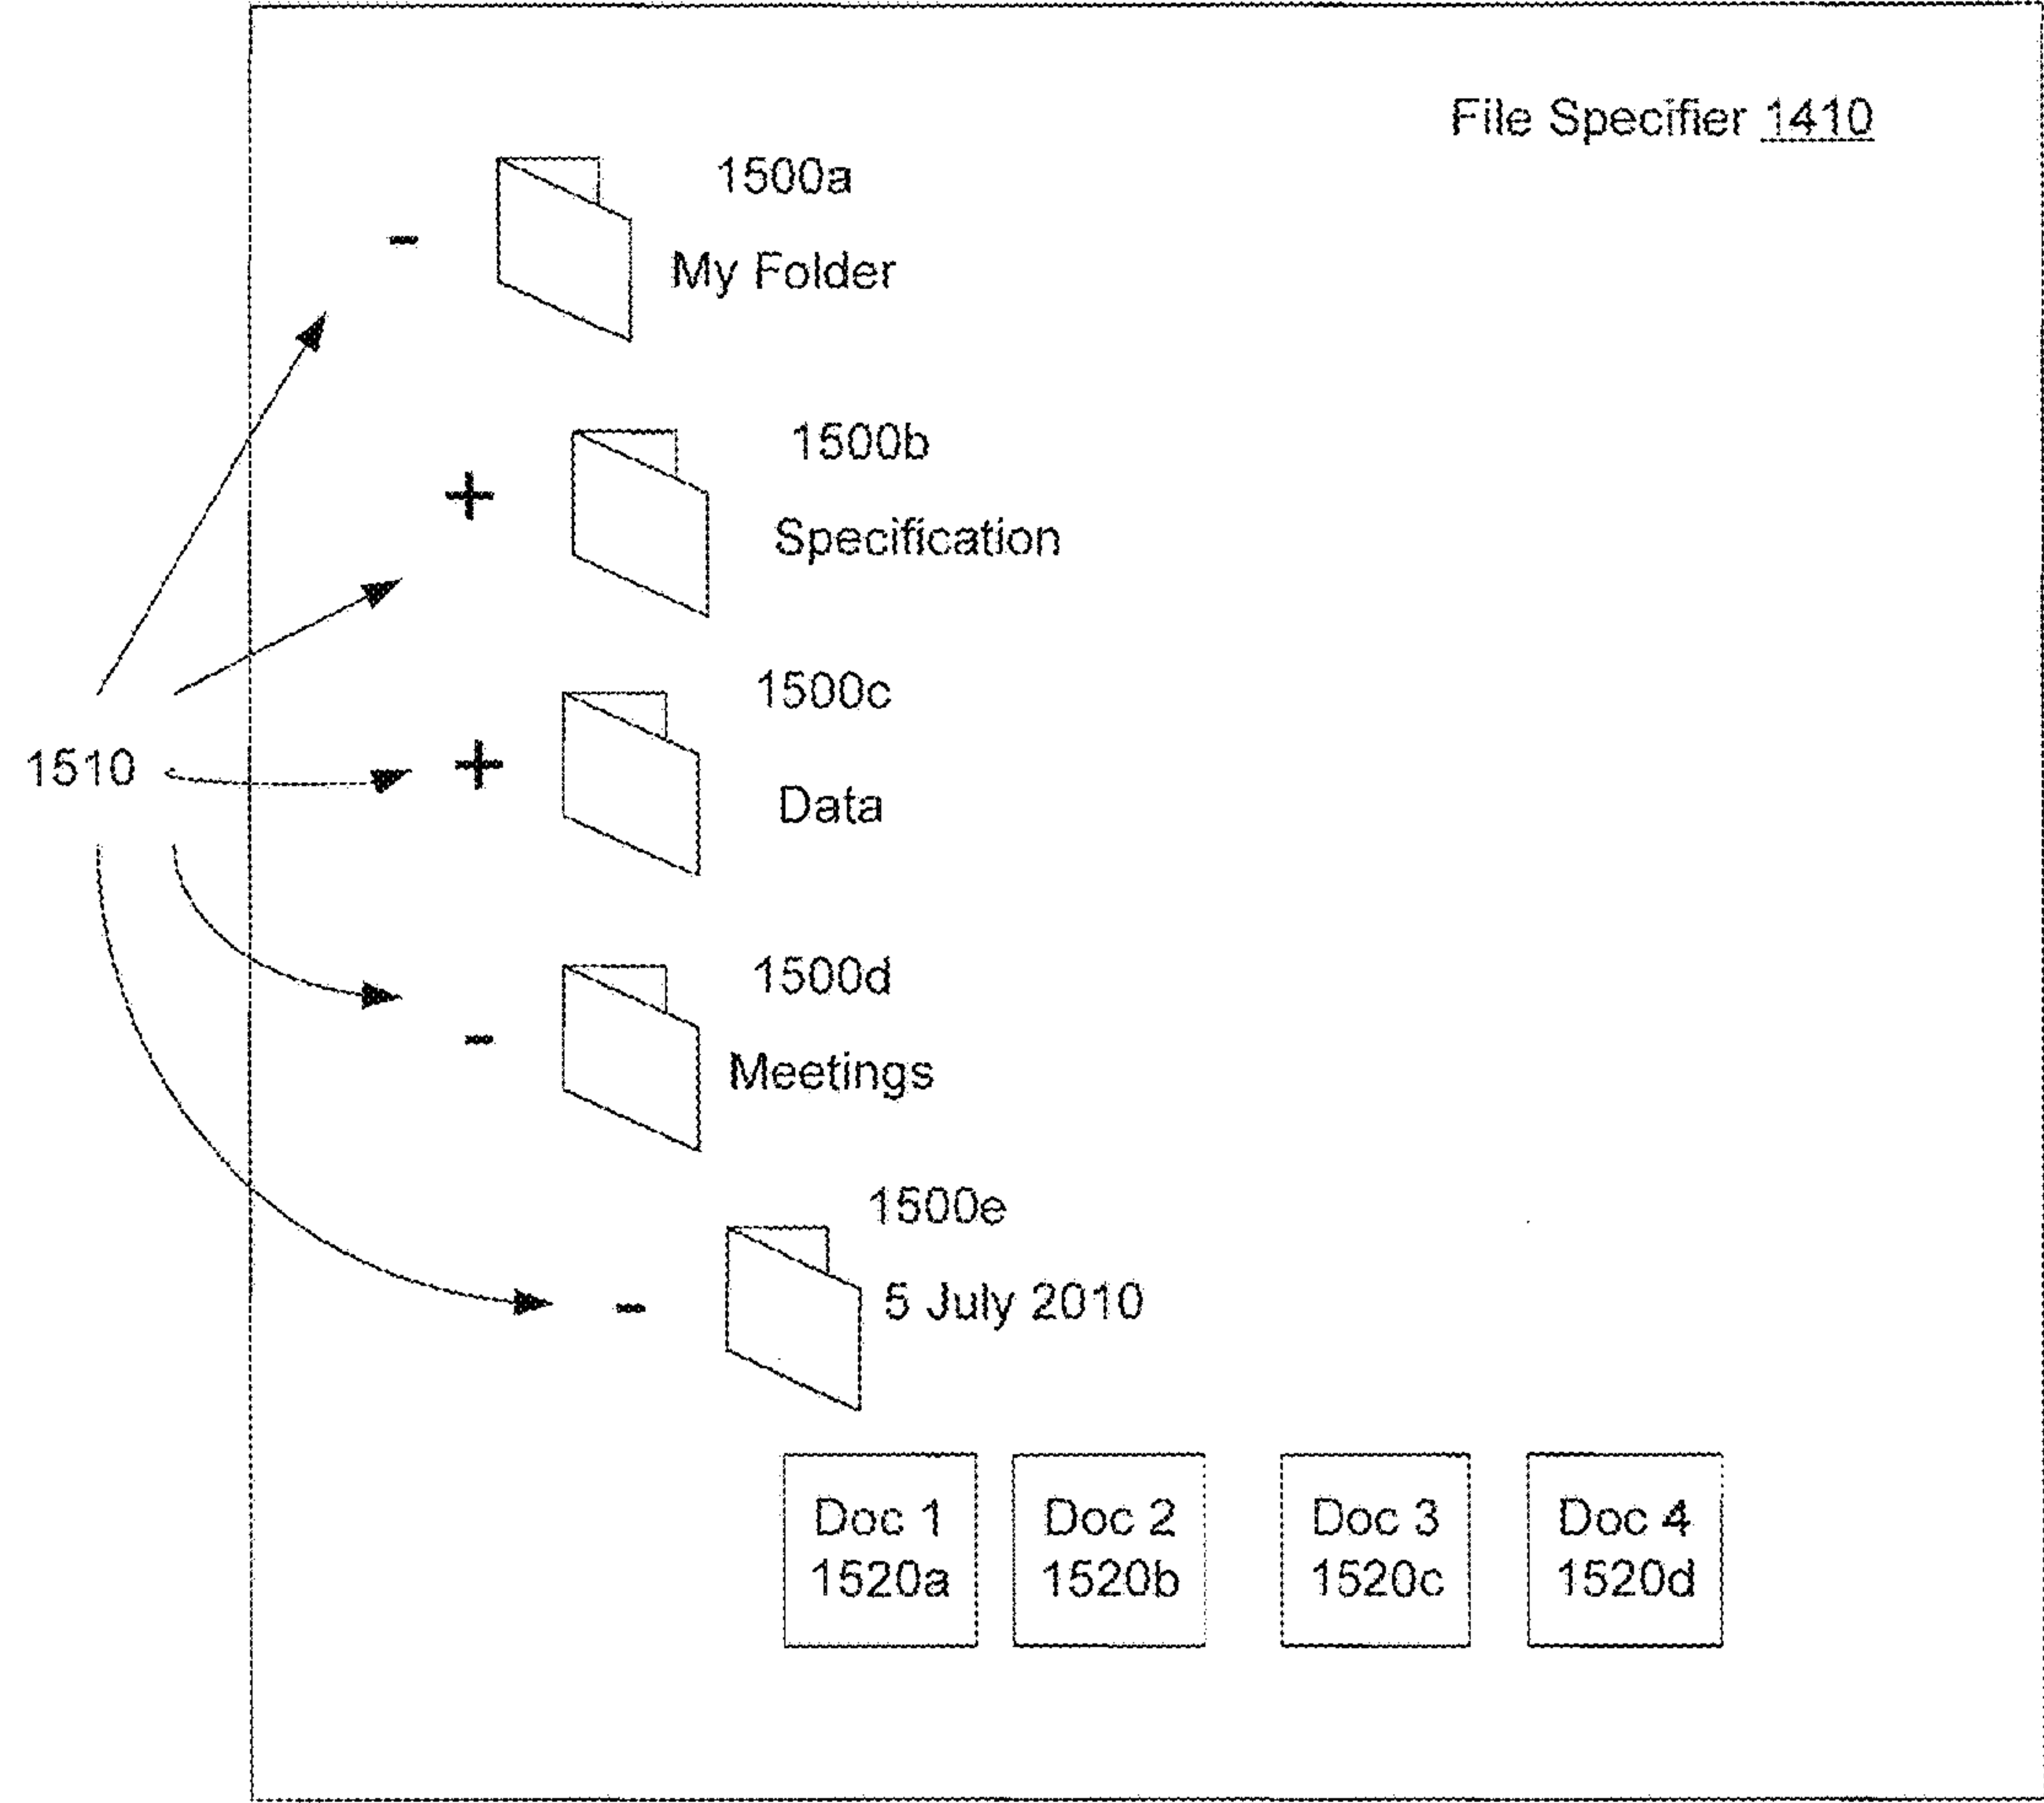 File Specifier 1410
1500a
- My Folder
1500b
+ Specification
1500c
1510
+ Data
1500d
- Meetings
1500e
- 5 July 2010
Doc 1 Doc 2 Doc 3 Doc 4
1520a 1520b 1520c 1520d